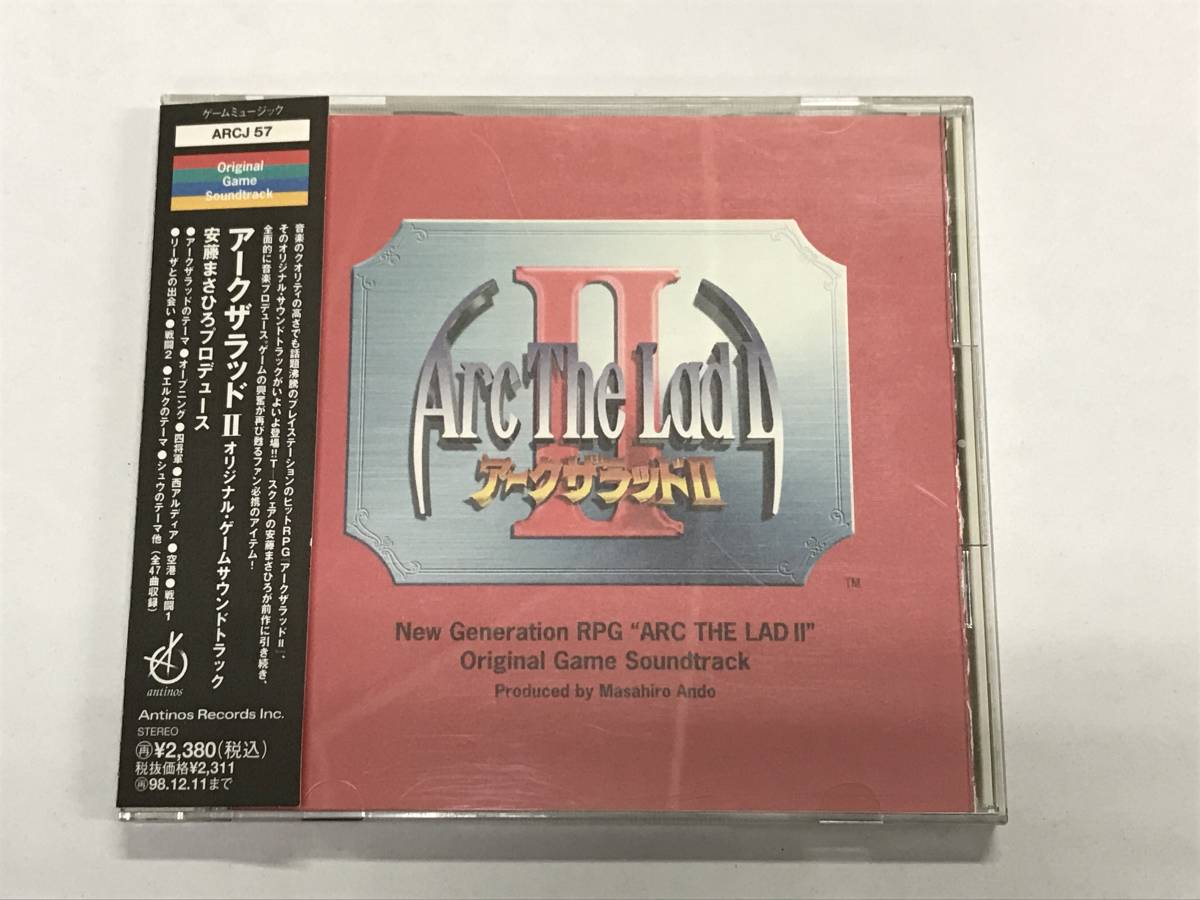 ゲームミュージック
ARCJ 57
Original
Game
Soundtrack
音楽のクオリティの高さでも話題沸騰のプレイステーションのヒットRPG「アークザラッドⅡ」、
そのオリジナル・サウンドトラックがいよいよ登場!!T-スクェアの安藤まさひろが前作に引き続き、
全面的に音楽プロデュース。ゲームの興奮が再び甦るファン必携のアイテム!
アークザラッドⅡ オリジナル・ゲームサウンドトラック
安藤まさひろプロデュース
●アークザラッドのテーマ ●オープニング ●四将軍 ●西アルディア ●空港 ●戦闘1
●リーザとの出会い ●戦闘2 ●エルクのテーマ ●シュウのテーマ他(全47曲収録)
antinos
Antinos Records Inc.
STEREO
再¥2,380(税込)
税抜価格¥2,311
再98.12.11まで
II
Arc The Lad II
アークザラッドII
TM
New Generation RPG “ARC THE LAD II”
Original Game Soundtrack
Produced by Masahiro Ando